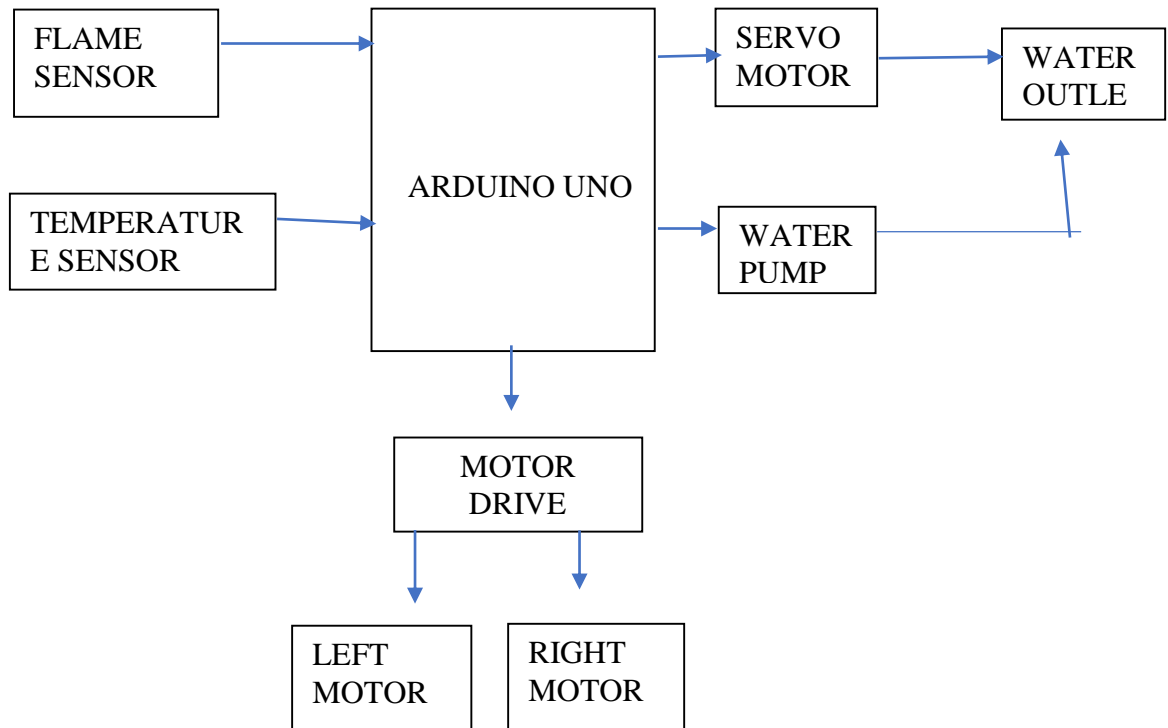 FLAME
SENSOR
SERVO
MOTOR
WATER
OUTLE
ARDUINO UNO
TEMPERATUR
E SENSOR
WATER
PUMP
MOTOR
DRIVE
LEFT
MOTOR
RIGHT
MOTOR